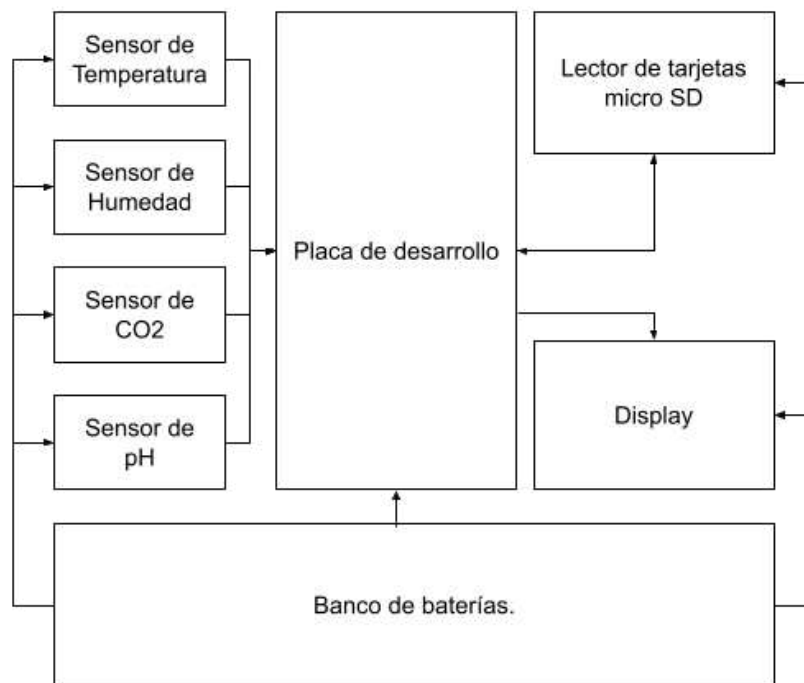 Sensor de
Temperatura
Sensor de
Humedad
Sensor de
CO2
Sensor de
pH
Placa de desarrollo
Lector de tarjetas
micro SD
Display
Banco de baterías.